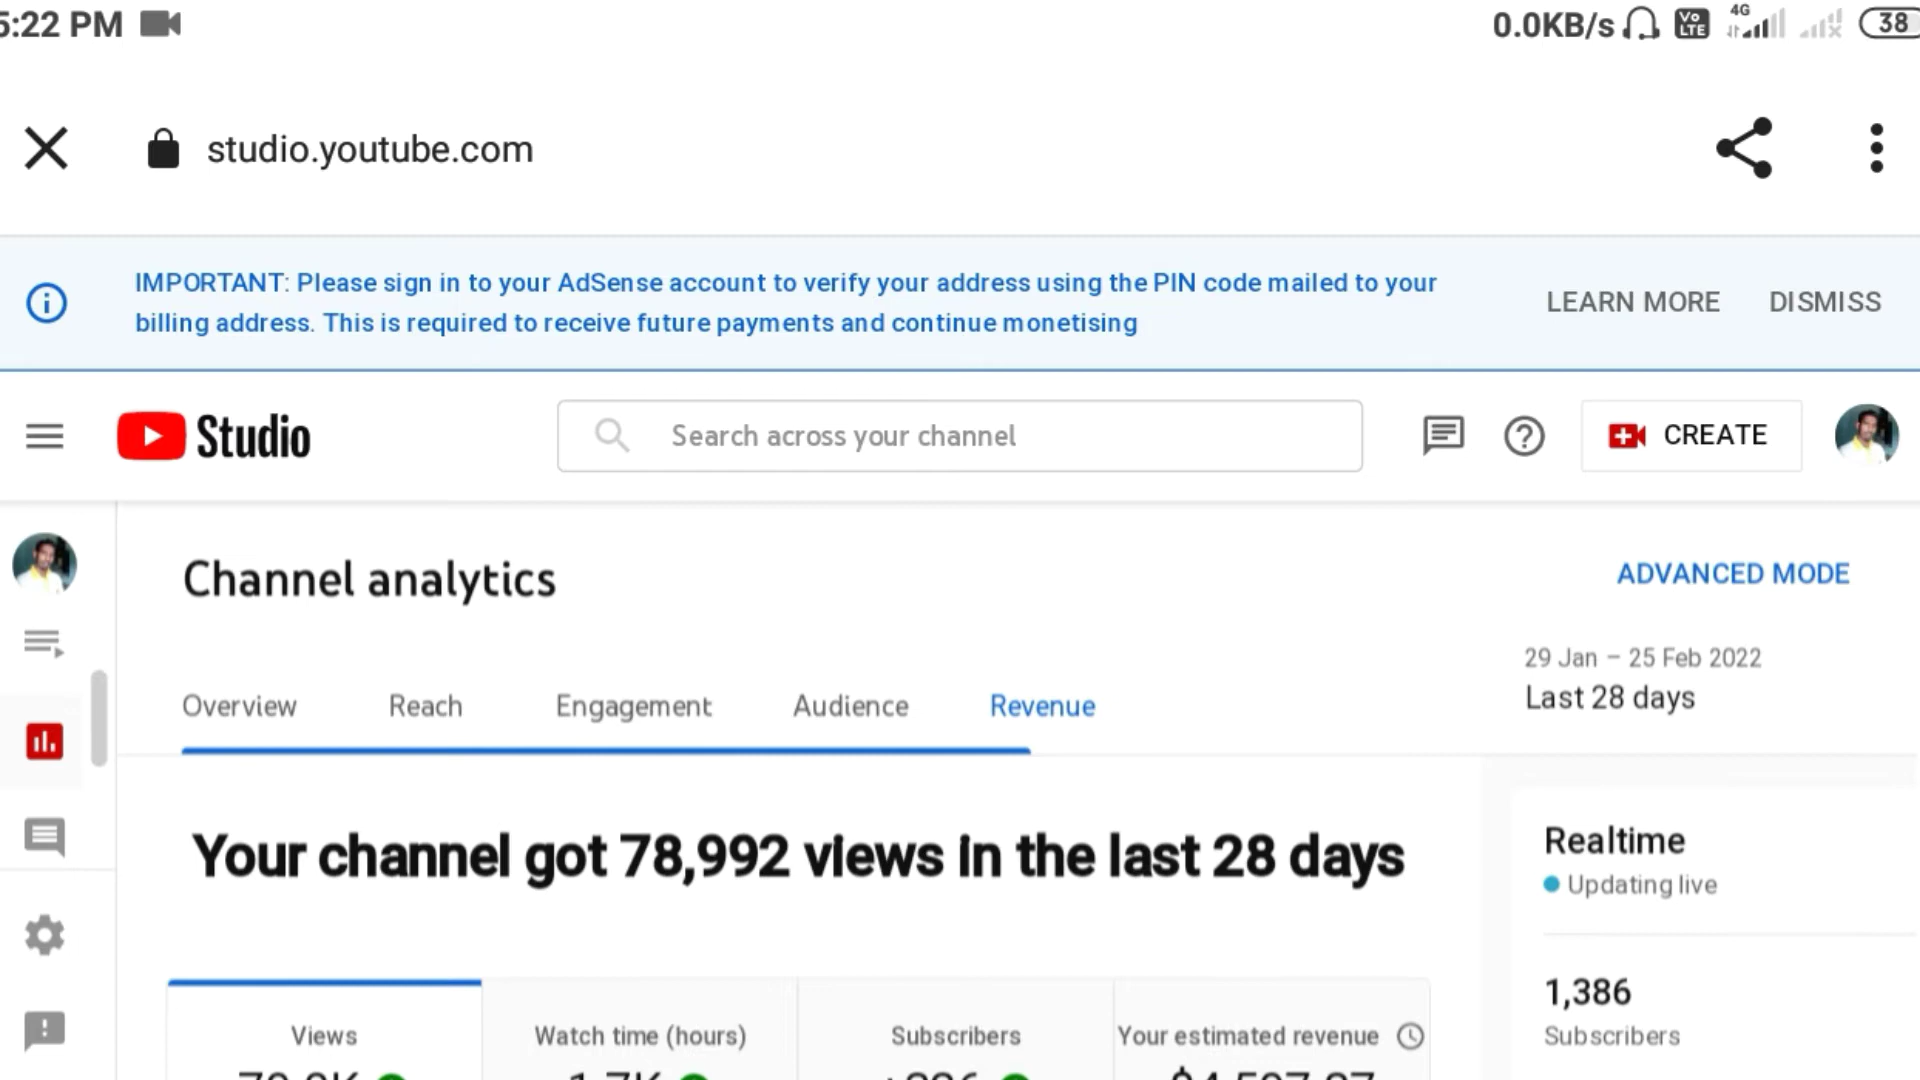 5:22 PM
0.0KB/s Vo LTE 4G 38
studio.youtube.com
IMPORTANT: Please sign in to your AdSense account to verify your address using the PIN code mailed to your
billing address. This is required to receive future payments and continue monetising
LEARN MORE DISMISS
Studio
Search across your channel
CREATE
Channel analytics
ADVANCED MODE
29 Jan – 25 Feb 2022
Last 28 days
Overview Reach Engagement Audience Revenue
Your channel got 78,992 views in the last 28 days
Realtime
Updating live
1,386
Subscribers
Views Watch time (hours) Subscribers Your estimated revenue